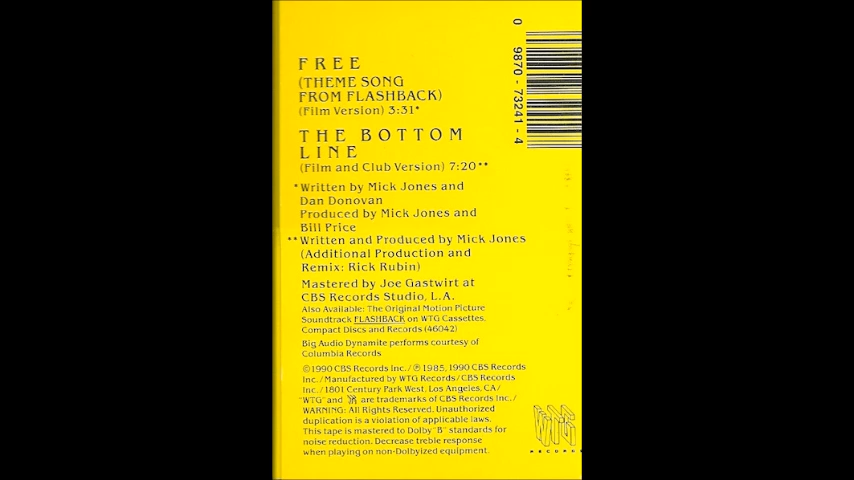 FREE
(THEME SONG
FROM FLASHBACK)
(Film Version) 3:31*
THE BOTTOM
LINE
(Film and Club Version) 7:20**
*Written by Mick Jones and
Dan Donovan
Produced by Mick Jones and
Bill Price
**Written and Produced by Mick Jones
(Additional Production and
Remix: Rick Rubin)
Mastered by Joe Gastwirt at
CBS Records Studio, L.A.
Also Available: The Original Motion Picture
Soundtrack FLASHBACK on WTG Cassettes,
Compact Discs and Records (46042)
Big Audio Dynamite performs courtesy of
Columbia Records
©1990 CBS Records Inc./℗1985, 1990 CBS Records
Inc./Manufactured by WTG Records/CBS Records
Inc./1801 Century Park West, Los Angeles, CA/
"WTG" and are trademarks of CBS Records Inc./
WARNING: All Rights Reserved. Unauthorized
duplication is a violation of applicable laws.
This tape is mastered to Dolby "B" standards for
noise reduction. Decrease treble response
when playing on non-Dolbyized equipment.
0 9870-73241-4
WTG
RECORDS